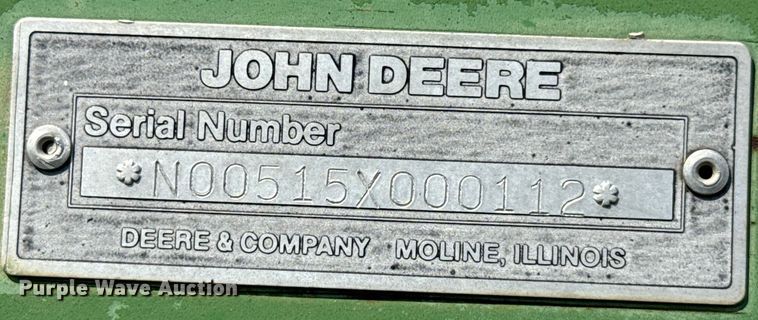 JOHN DEERE
Serial Number
*N00515X000112*
DEERE & COMPANY MOLINE, ILLINOIS
Purple Wave Auction